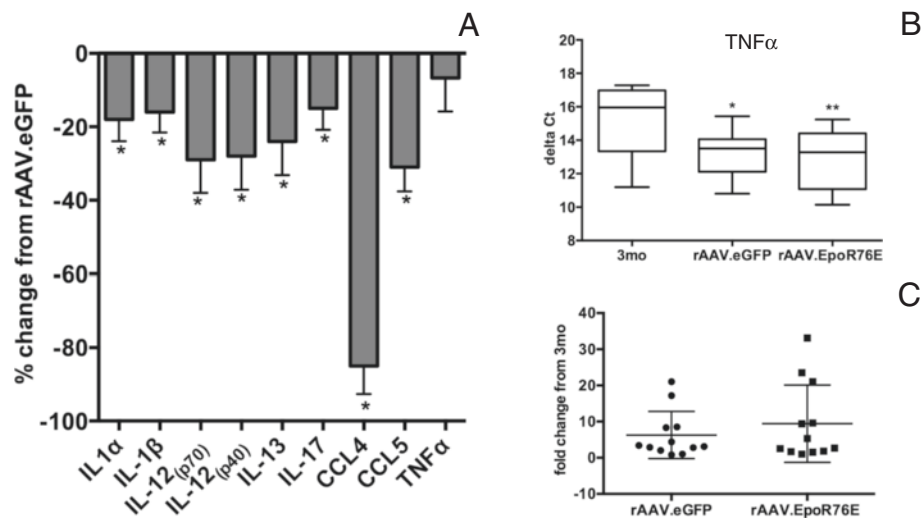 A
% change from rAAV.eGFP
0
-20
-40
-60
-80
-100
* * * * * * * *
IL1α IL-1β IL-12(p70) IL-12(p40) IL-13 IL-17 CCL4 CCL5 TNFα
B
TNFα
delta Ct
20
18
16
14
12
10
8
* **
3mo rAAV.eGFP rAAV.EpoR76E
C
fold change from 3mo
40
30
20
10
0
-10
rAAV.eGFP rAAV.EpoR76E